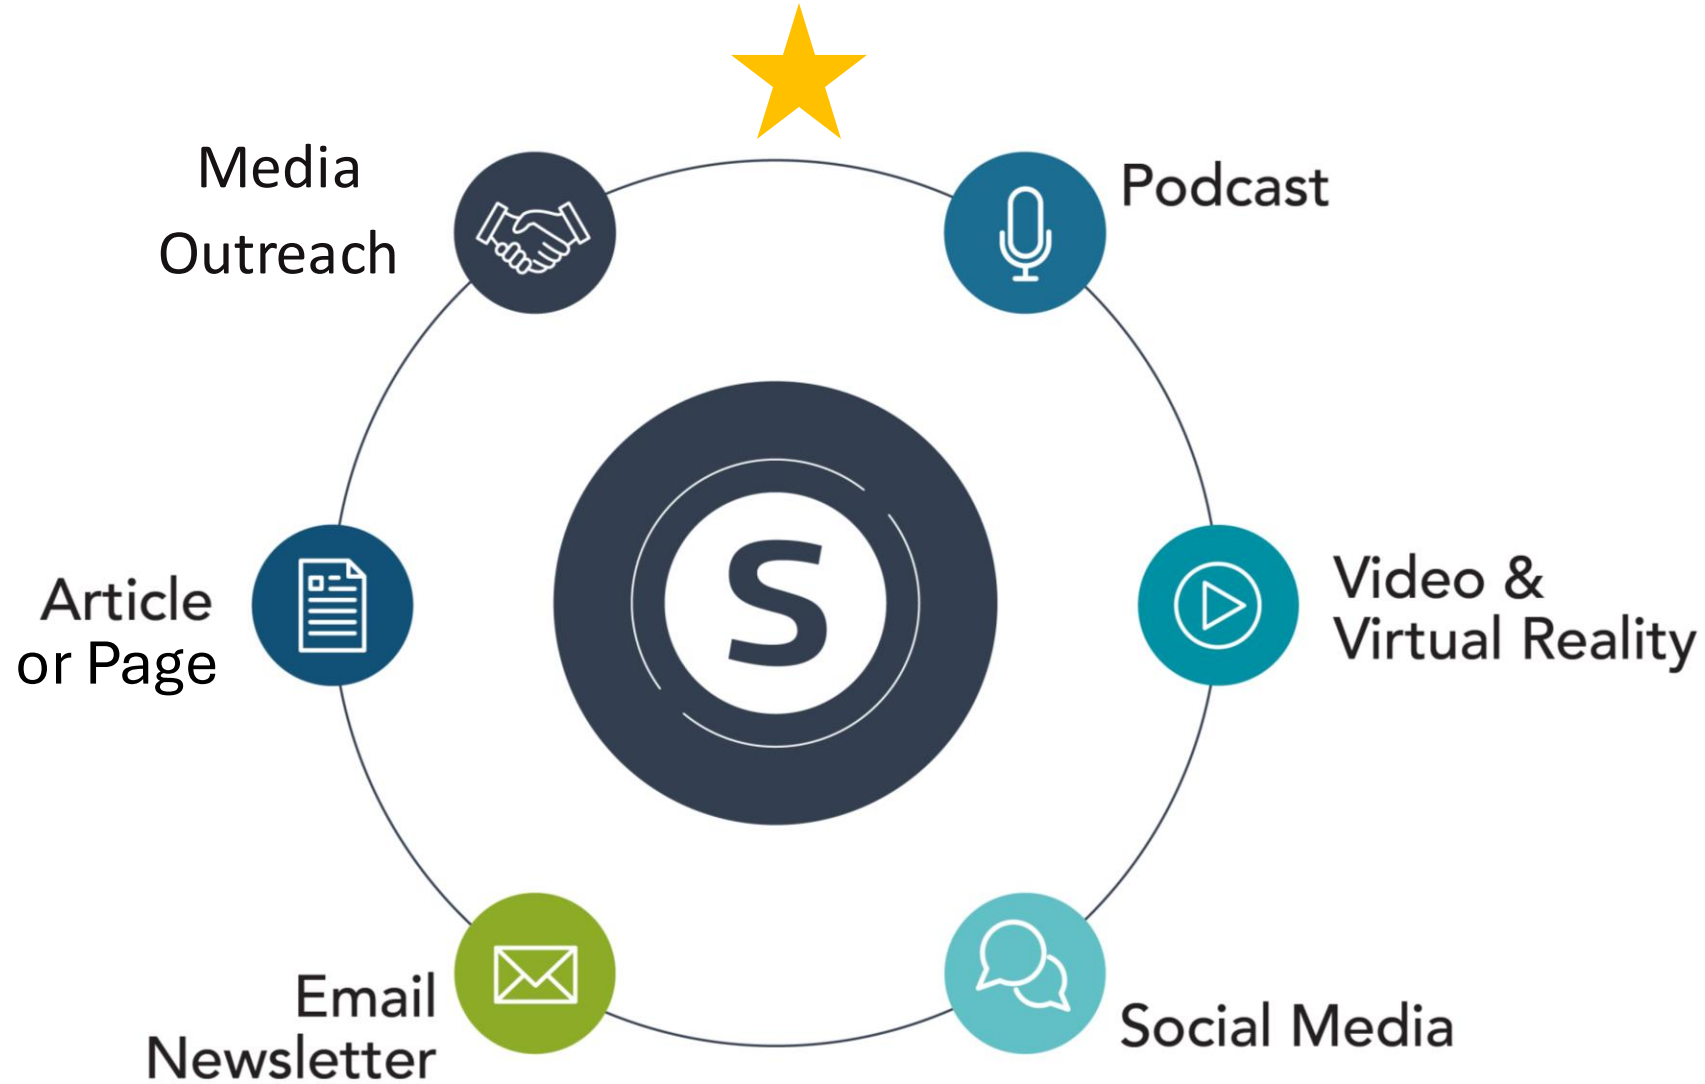 Media
Outreach
Podcast
S
Article
or Page
Video &
Virtual Reality
Email
Newsletter
Social Media